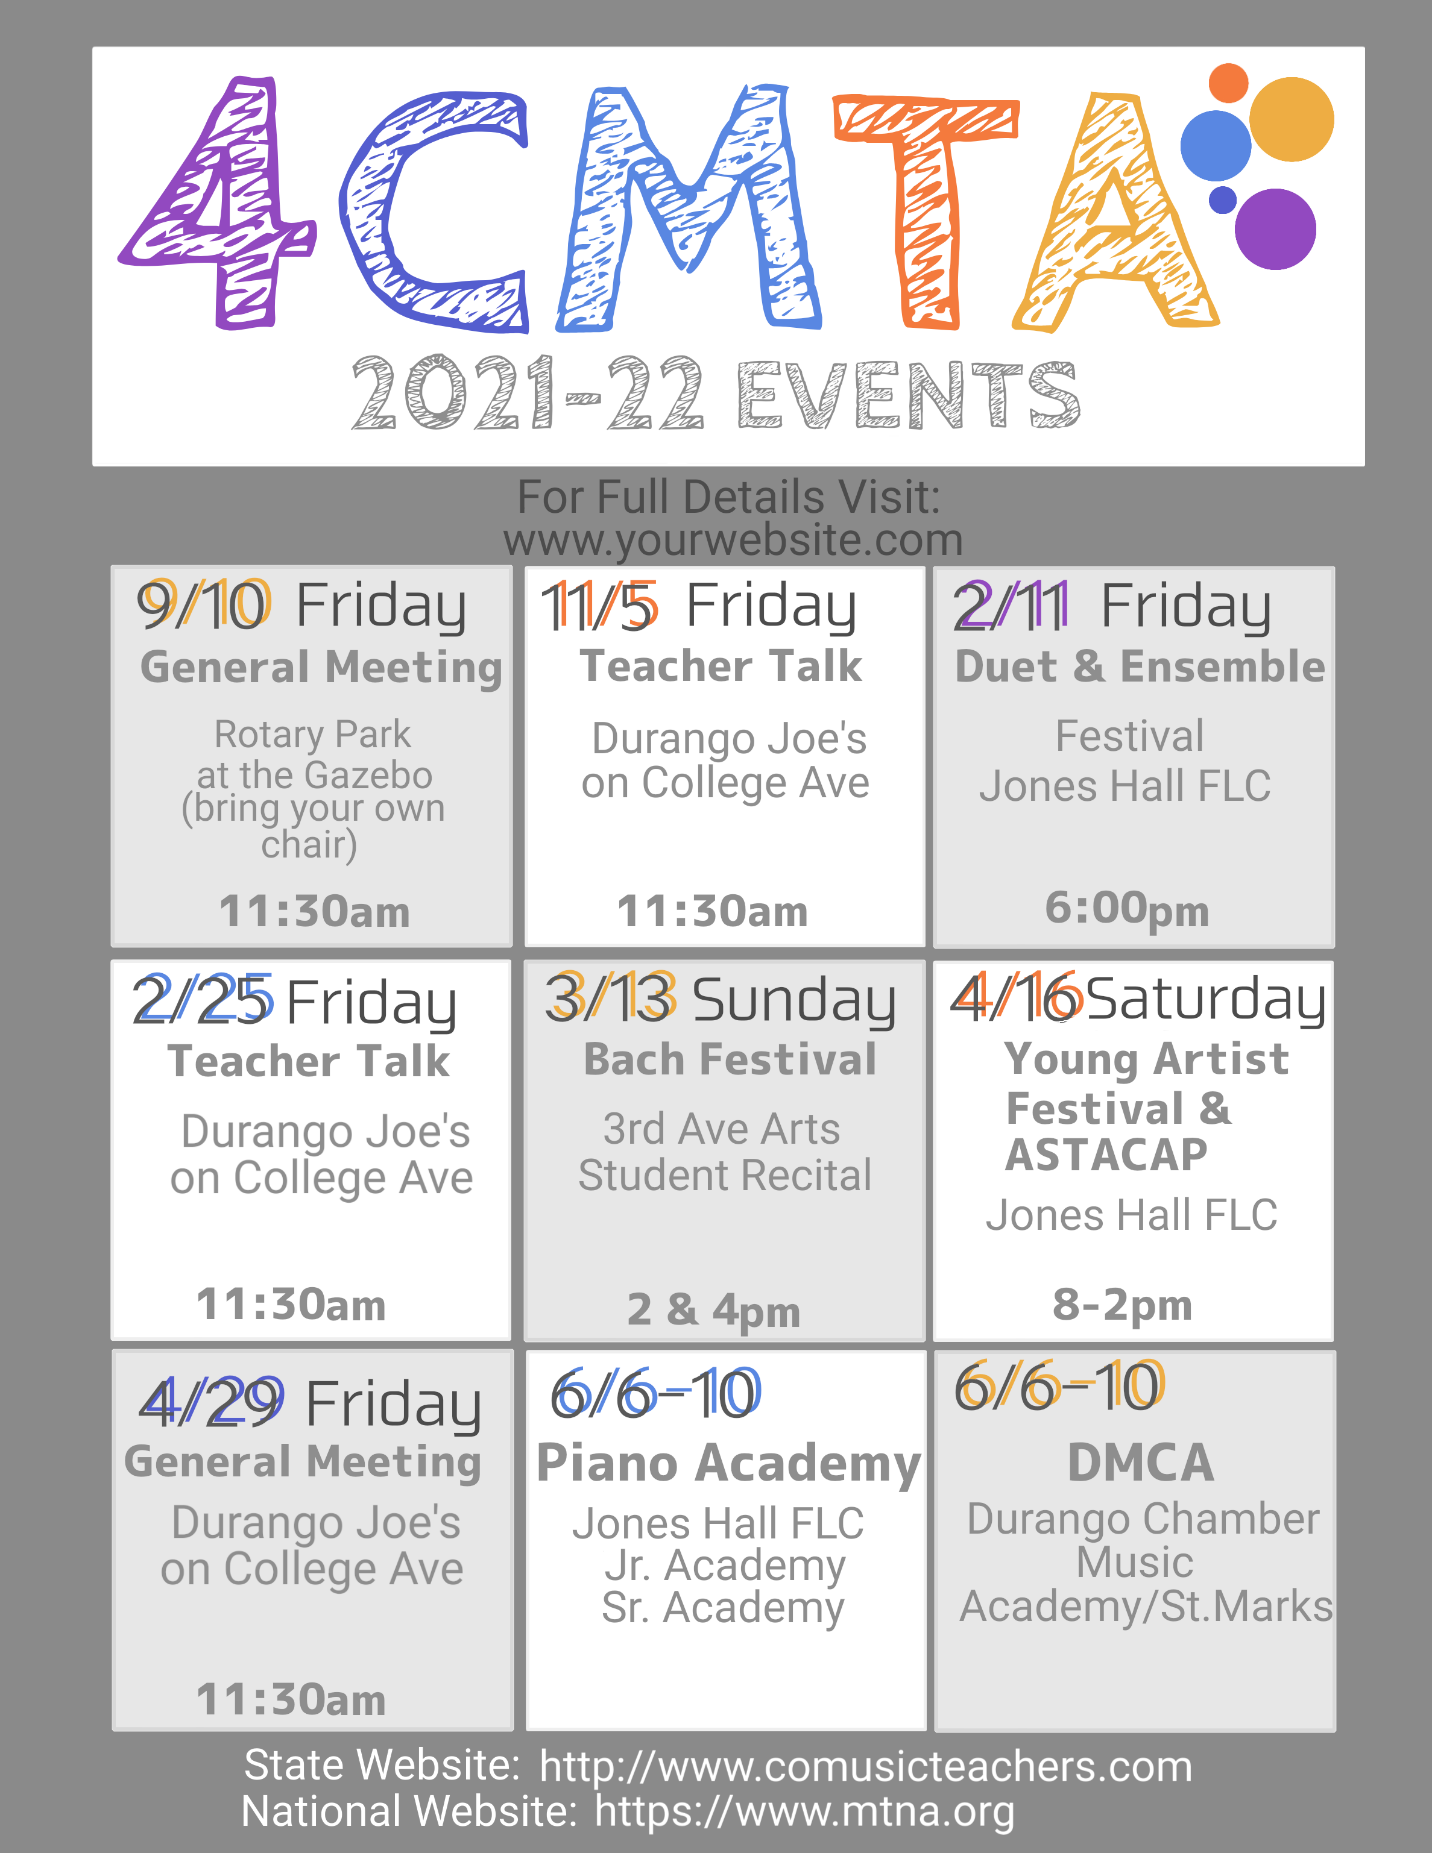 4CMTA
2021-22 EVENTS
For Full Details Visit:
www.yourwebsite.com
9/10 Friday
General Meeting
Rotary Park
at the Gazebo
(bring your own
chair)
11:30am
11/5 Friday
Teacher Talk
Durango Joe's
on College Ave
11:30am
2/11 Friday
Duet & Ensemble
Festival
Jones Hall FLC
6:00pm
2/25 Friday
Teacher Talk
Durango Joe's
on College Ave
11:30am
3/13 Sunday
Bach Festival
3rd Ave Arts
Student Recital
2 & 4pm
4/16 Saturday
Young Artist
Festival &
ASTACAP
Jones Hall FLC
8-2pm
4/29 Friday
General Meeting
Durango Joe's
on College Ave
11:30am
6/6-10
Piano Academy
Jones Hall FLC
Jr. Academy
Sr. Academy
6/6-10
DMCA
Durango Chamber
Music
Academy/St.Marks
State Website: http://www.comusicteachers.com
National Website: https://www.mtna.org